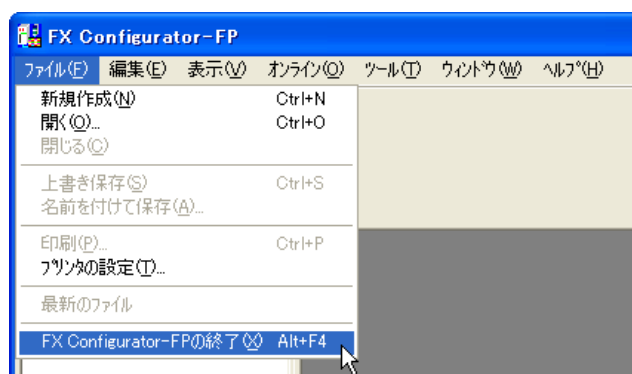 FX Configurator-FP
ファイル(F) 編集(E) 表示(V) オンライン(O) ツール(T) ウィンドウ(W) ヘルプ(H)
新規作成(N) Ctrl+N
開く(O)... Ctrl+O
閉じる(C)
上書き保存(S) Ctrl+S
名前を付けて保存(A)...
印刷(P)... Ctrl+P
プリンタの設定(T)...
最新のファイル
FX Configurator-FPの終了(X) Alt+F4